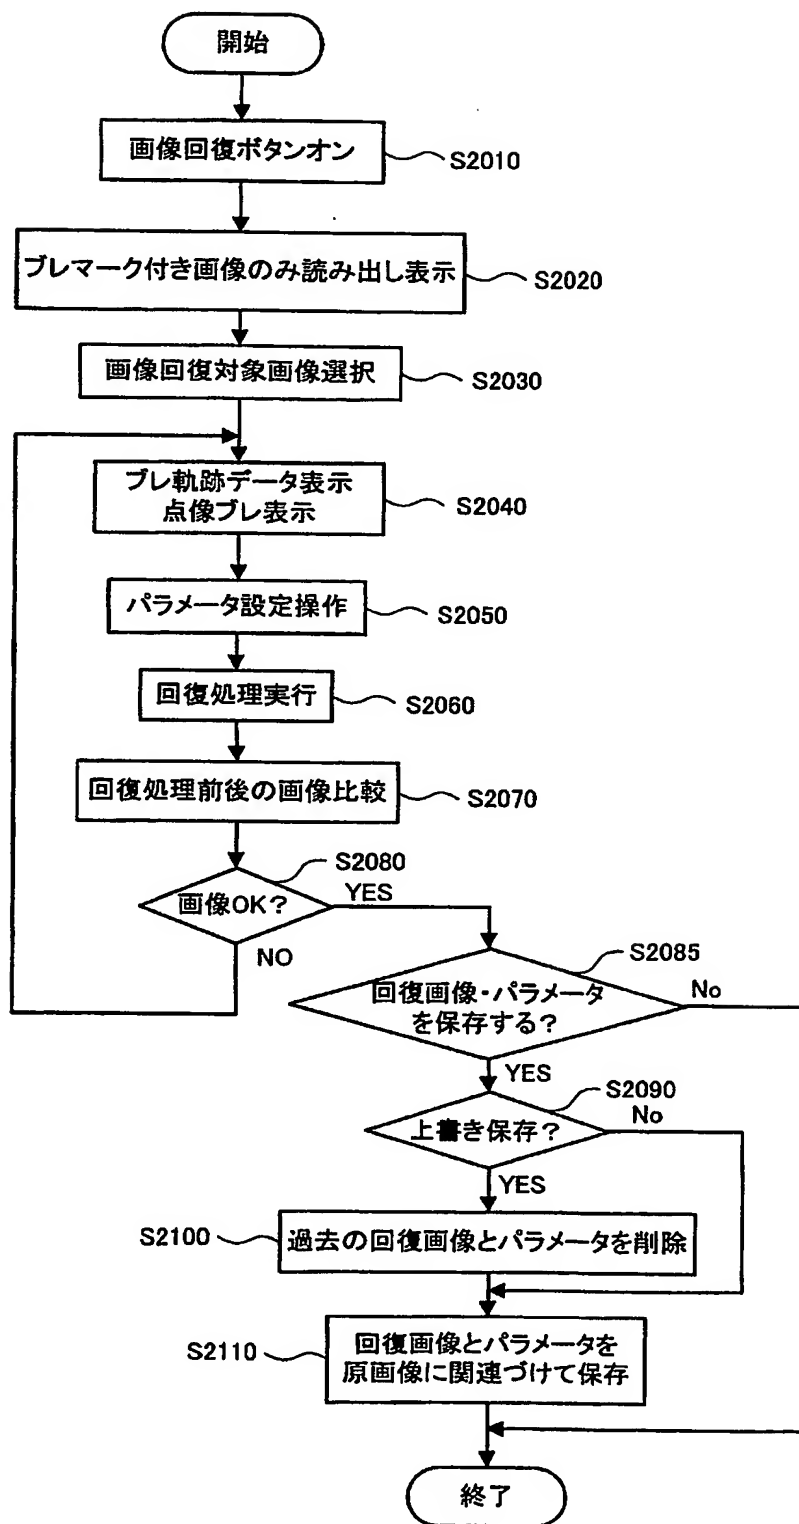 開始
画像回復ボタンオン
S2010
ブレマーク付き画像のみ読み出し表示
S2020
画像回復対象画像選択
S2030
ブレ軌跡データ表示
点像ブレ表示
S2040
パラメータ設定操作
S2050
回復処理実行
S2060
回復処理前後の画像比較
S2070
S2080
画像OK?
YES
NO
S2085
回復画像・パラメータ
を保存する?
No
YES
S2090
上書き保存?
No
YES
S2100
過去の回復画像とパラメータを削除
S2110
回復画像とパラメータを
原画像に関連づけて保存
終了